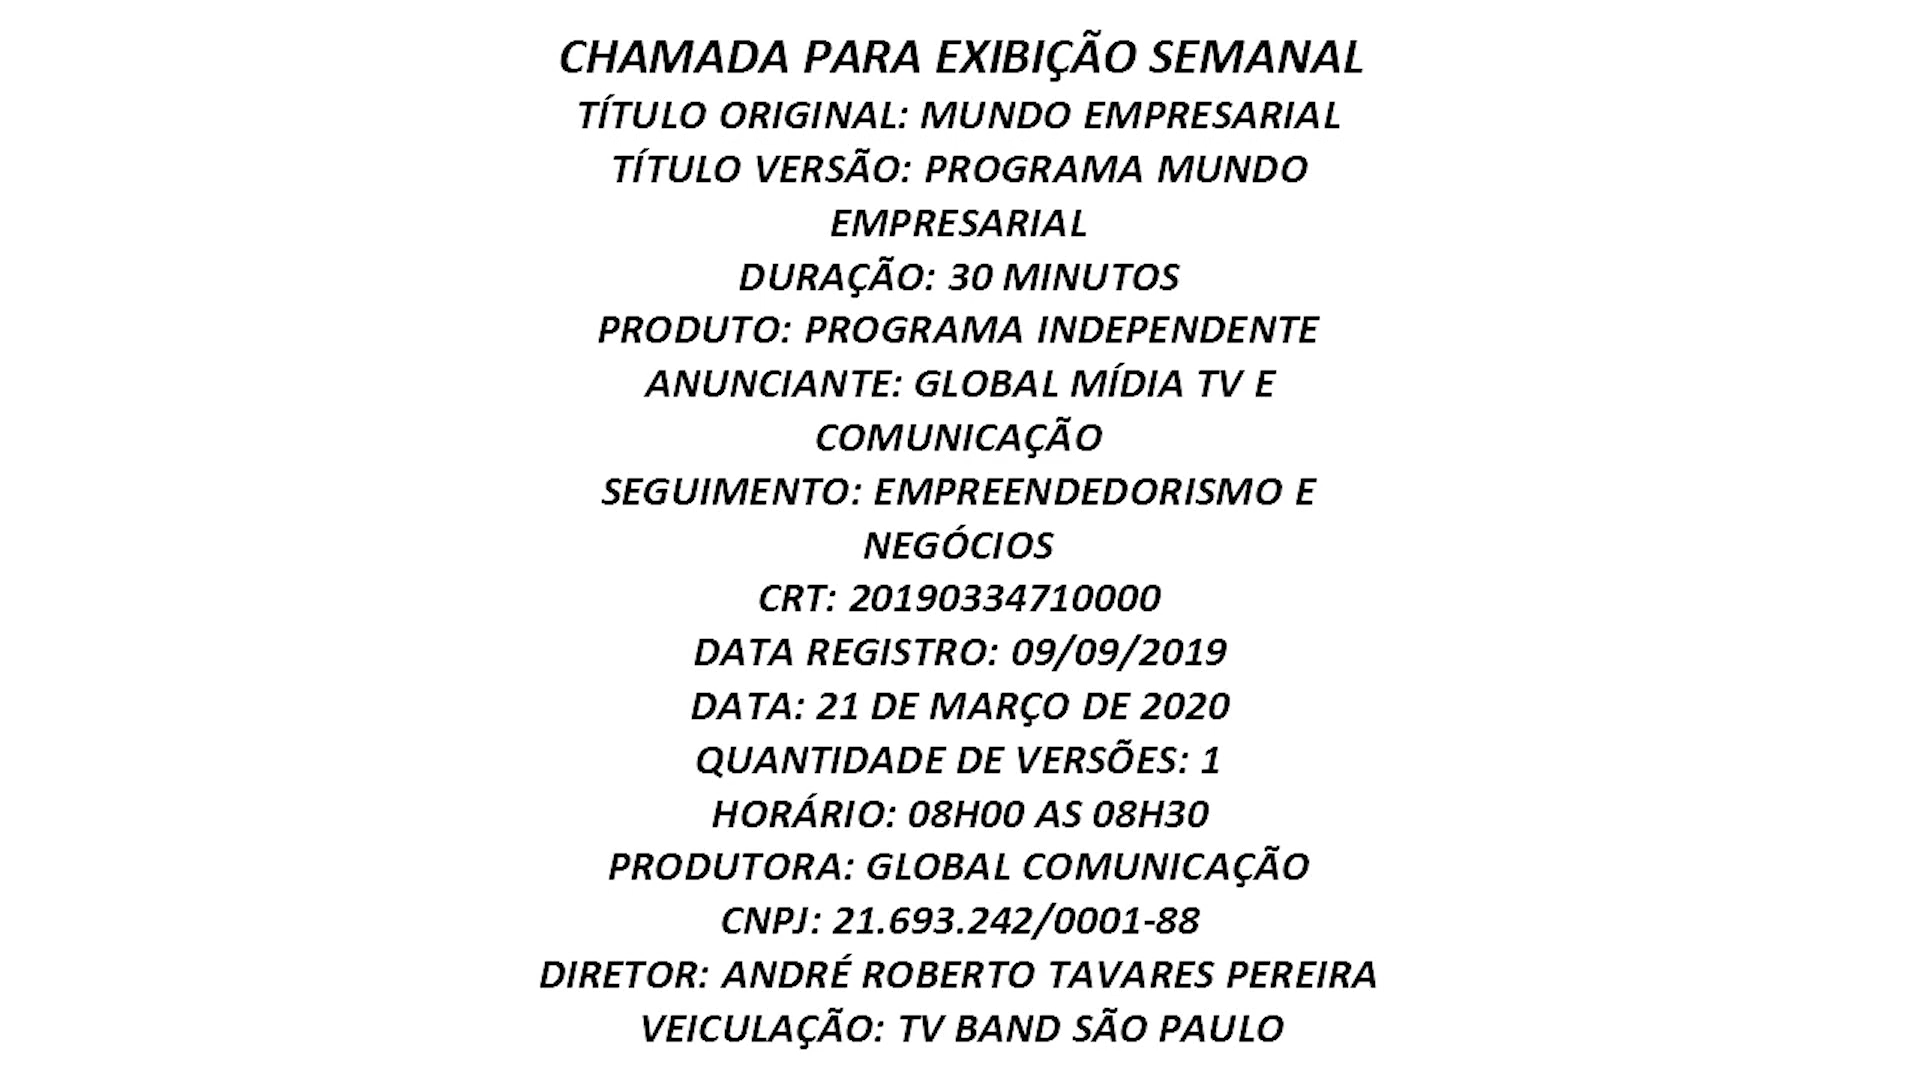 CHAMADA PARA EXIBIÇÃO SEMANAL
TÍTULO ORIGINAL: MUNDO EMPRESARIAL
TÍTULO VERSÃO: PROGRAMA MUNDO
EMPRESARIAL
DURAÇÃO: 30 MINUTOS
PRODUTO: PROGRAMA INDEPENDENTE
ANUNCIANTE: GLOBAL MÍDIA TV E
COMUNICAÇÃO
SEGUIMENTO: EMPREENDEDORISMO E
NEGÓCIOS
CRT: 20190334710000
DATA REGISTRO: 09/09/2019
DATA: 21 DE MARÇO DE 2020
QUANTIDADE DE VERSÕES: 1
HORÁRIO: 08H00 AS 08H30
PRODUTORA: GLOBAL COMUNICAÇÃO
CNPJ: 21.693.242/0001-88
DIRETOR: ANDRÉ ROBERTO TAVARES PEREIRA
VEICULAÇÃO: TV BAND SÃO PAULO